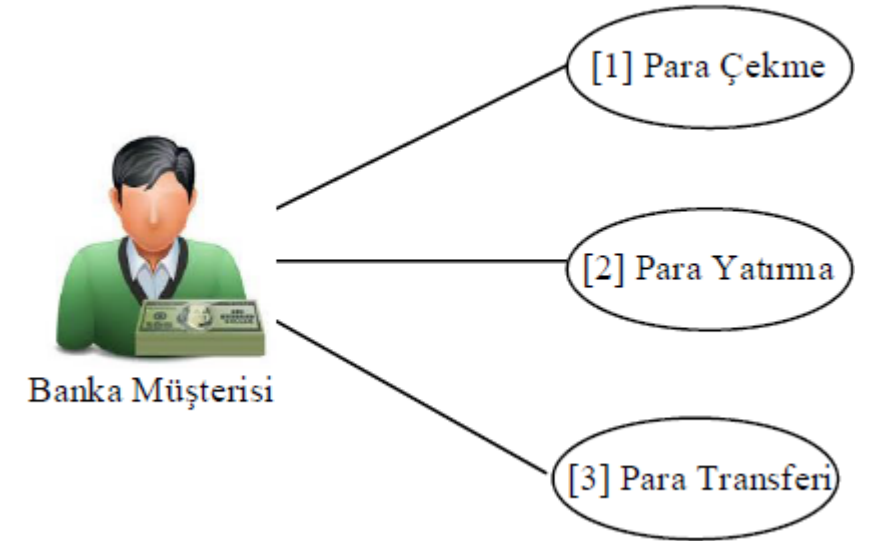 [1] Para Çekme
[2] Para Yatırma
Banka Müşterisi
[3] Para Transferi